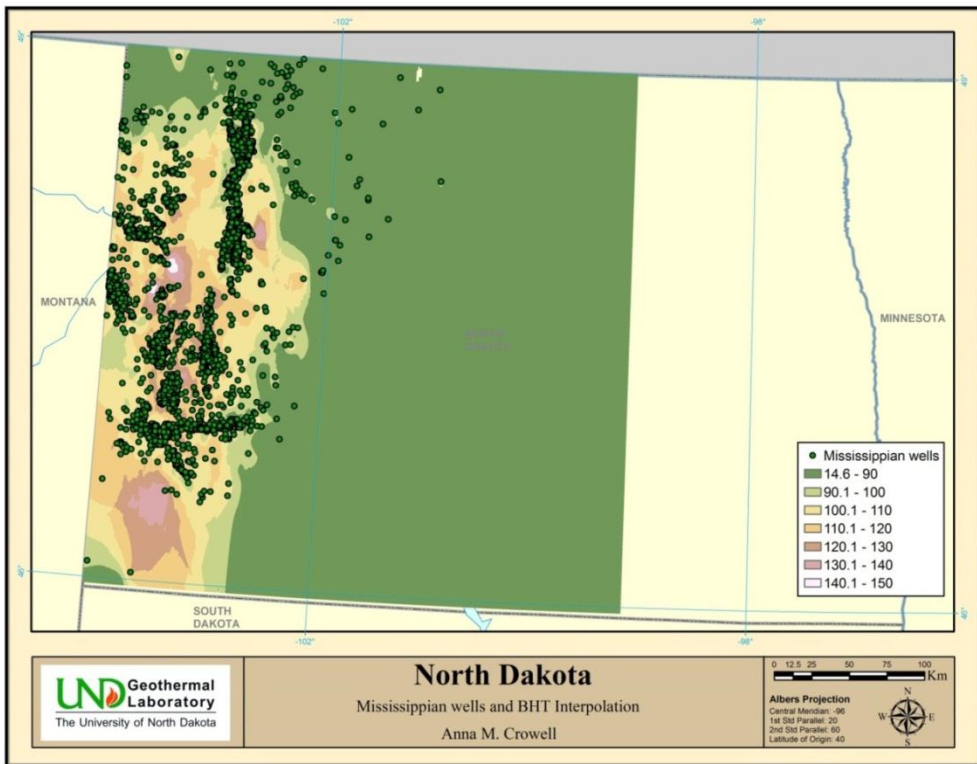 -102°
-98°
MONTANA
MINNESOTA
SOUTH
DAKOTA
-102°
-98°
Mississippian wells
14.6 - 90
90.1 - 100
100.1 - 110
110.1 - 120
120.1 - 130
130.1 - 140
140.1 - 150
UND Geothermal
Laboratory
The University of North Dakota
North Dakota
Mississippian wells and BHT Interpolation
Anna M. Crowell
0 12.5 25 50 75 100
Km
Albers Projection
Central Meridian: -96
1st Std Parallel: 20
2nd Std Parallel: 60
Latitude of Origin: 40
N
W E
S